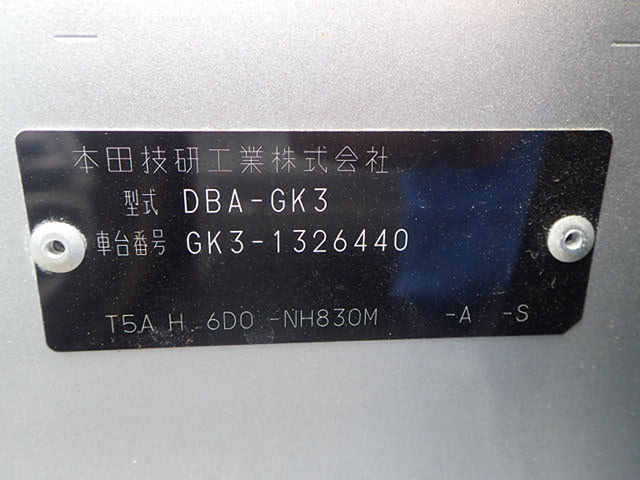 本田技研工業株式会社
型式 DBA-GK3
車台番号 GK3-1326440
T5A H 6D0 -NH830M -A -S